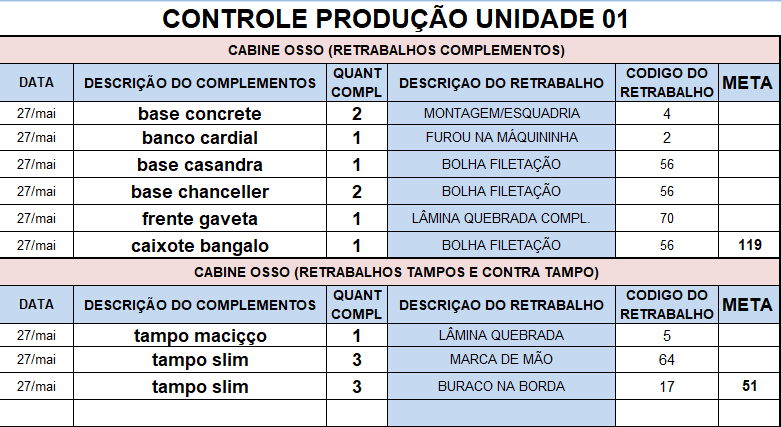 CONTROLE PRODUÇÃO UNIDADE 01
CABINE OSSO (RETRABALHOS COMPLEMENTOS)
DATA DESCRIÇÃO DO COMPLEMENTOS QUANT COMPL DESCRIÇAO DO RETRABALHO CODIGO DO RETRABALHO META
27/mai base concrete 2 MONTAGEM/ESQUADRIA 4
27/mai banco cardial 1 FUROU NA MÁQUININHA 2
27/mai base casandra 1 BOLHA FILETAÇÃO 56
27/mai base chanceller 2 BOLHA FILETAÇÃO 56
27/mai frente gaveta 1 LÂMINA QUEBRADA COMPL. 70
27/mai caixote bangalo 1 BOLHA FILETAÇÃO 56 119
CABINE OSSO (RETRABALHOS TAMPOS E CONTRA TAMPO)
DATA DESCRIÇÃO DO COMPLEMENTOS QUANT COMPL DESCRIÇAO DO RETRABALHO CODIGO DO RETRABALHO META
27/mai tampo maciçço 1 LÂMINA QUEBRADA 5
27/mai tampo slim 3 MARCA DE MÃO 64
27/mai tampo slim 3 BURACO NA BORDA 17 51